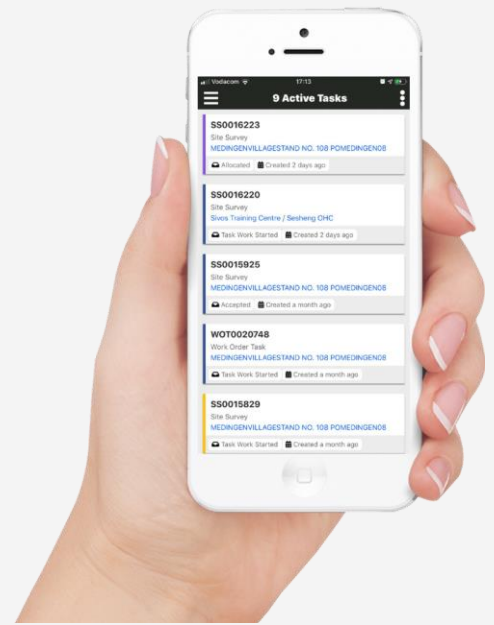 Vodacom 17:13
9 Active Tasks
SS0016223
Site Survey
MEDINGENVILLAGESTAND NO. 108 POMEDINGEN08
Allocated Created 2 days ago
SS0016220
Site Survey
Sivos Training Centre / Sesheng CHC
Task Work Started Created 2 days ago
SS0015925
Site Survey
MEDINGENVILLAGESTAND NO. 108 POMEDINGEN08
Accepted Created a month ago
WOT0020748
Work Order Task
MEDINGENVILLAGESTAND NO. 108 POMEDINGEN08
Task Work Started Created a month ago
SS0015829
Site Survey
MEDINGENVILLAGESTAND NO. 108 POMEDINGEN08
Task Work Started Created a month ago